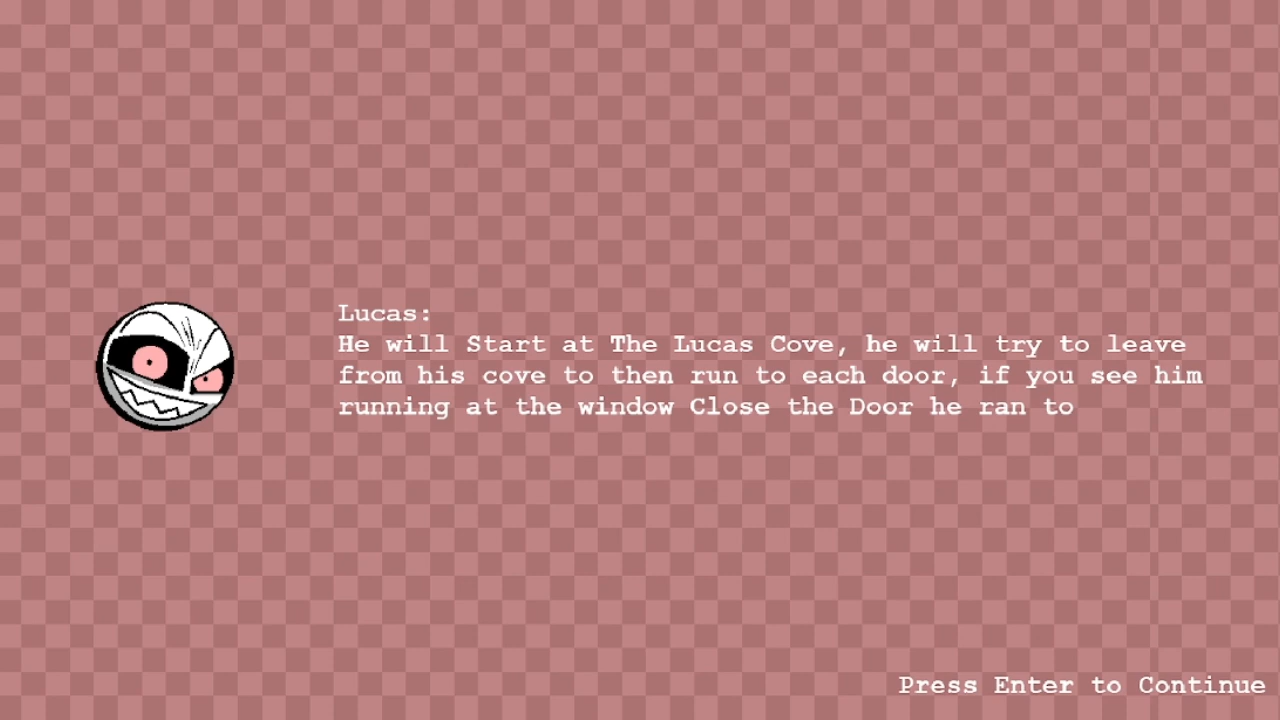 Lucas:
He will Start at The Lucas Cove, he will try to leave
from his cove to then run to each door, if you see him
running at the window Close the Door he ran to
Press Enter to Continue